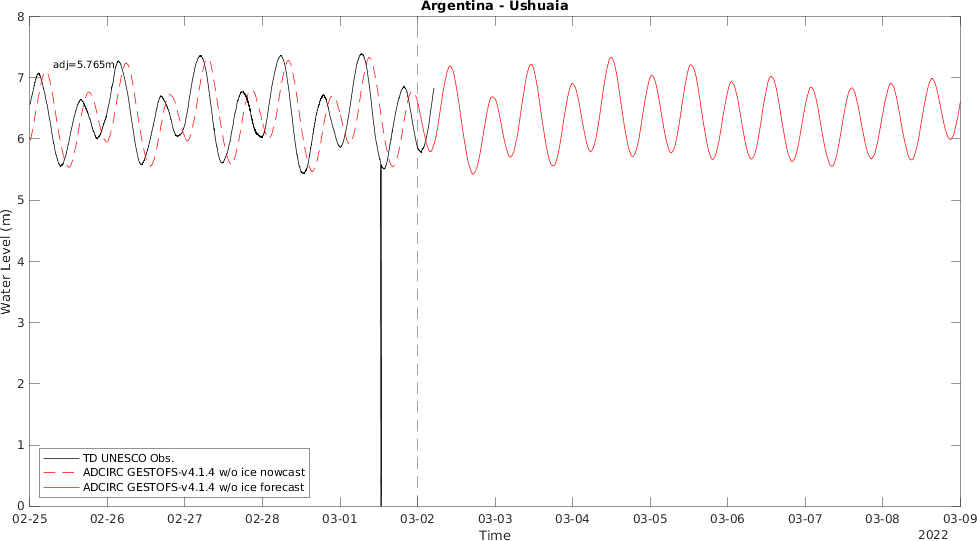 Argentina - Ushuaia
8
7
6
5
4
3
2
1
0
Water Level (m)
adj=5.765m
TD UNESCO Obs.
ADCIRC GESTOFS-v4.1.4 w/o ice nowcast
ADCIRC GESTOFS-v4.1.4 w/o ice forecast
02-25 02-26 02-27 02-28 03-01 03-02 03-03 03-04 03-05 03-06 03-07 03-08 03-09
Time
2022